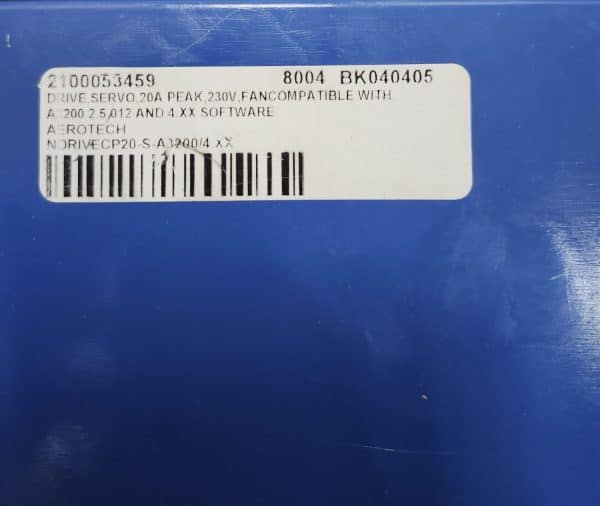 2100053459 8004 BK040405
DRIVE,SERVO,20A PEAK,230V,FANCOMPATIBLE WITH
A3200 2.5,012 AND 4.XX SOFTWARE
AEROTECH
NDRIVECP20-S-A3200/4.xX